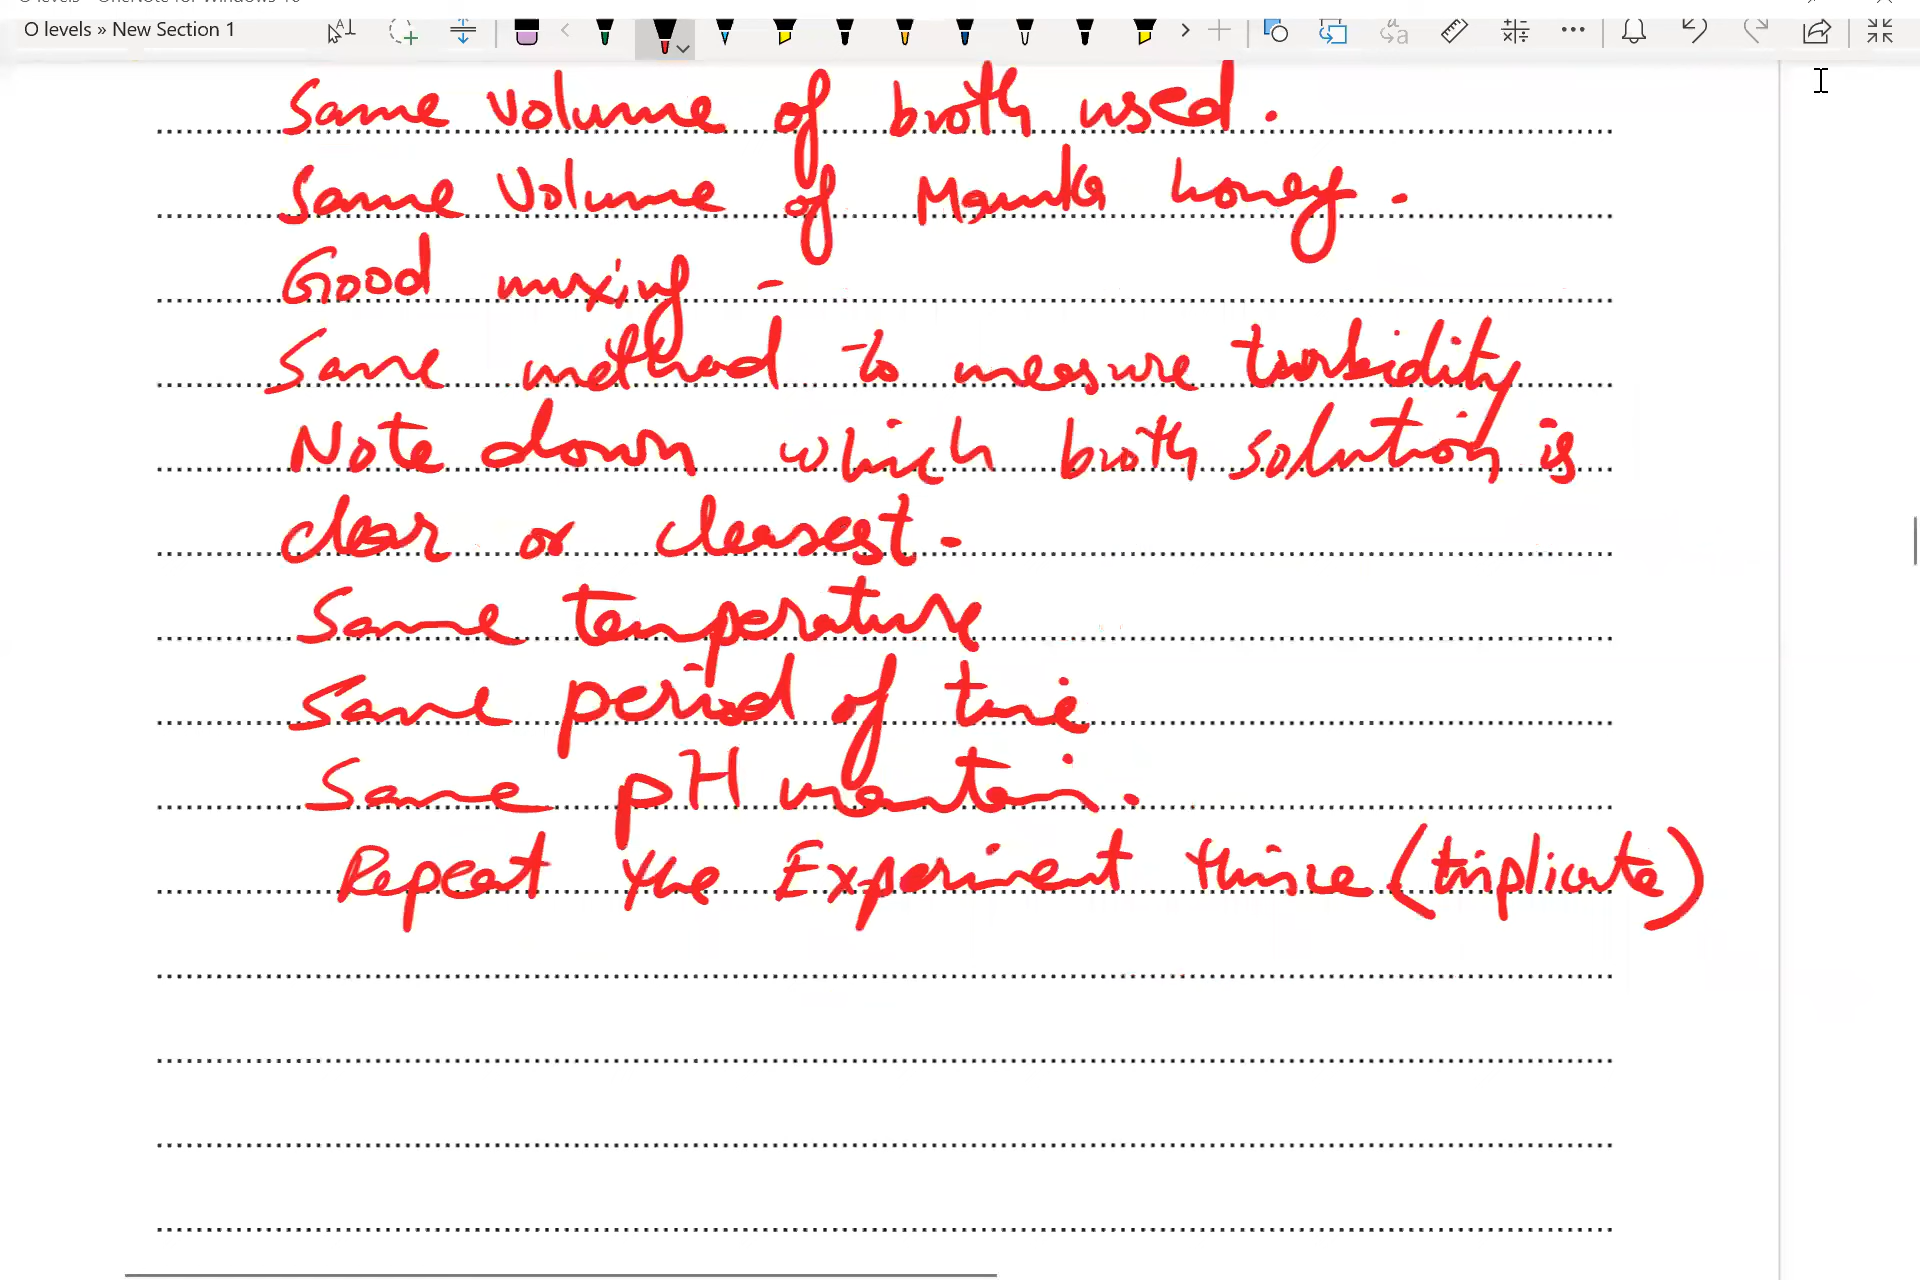 O levels » New Section 1
Same volume of broth used.
Same Volume of Manuka honey.
Good mixing -
Same method to measure turbidity
Note down which broth solution is
clear or clearest.
Same temperature
Same period of time
Same pH maintain.
Repeat the Experiment thrice (triplicate)